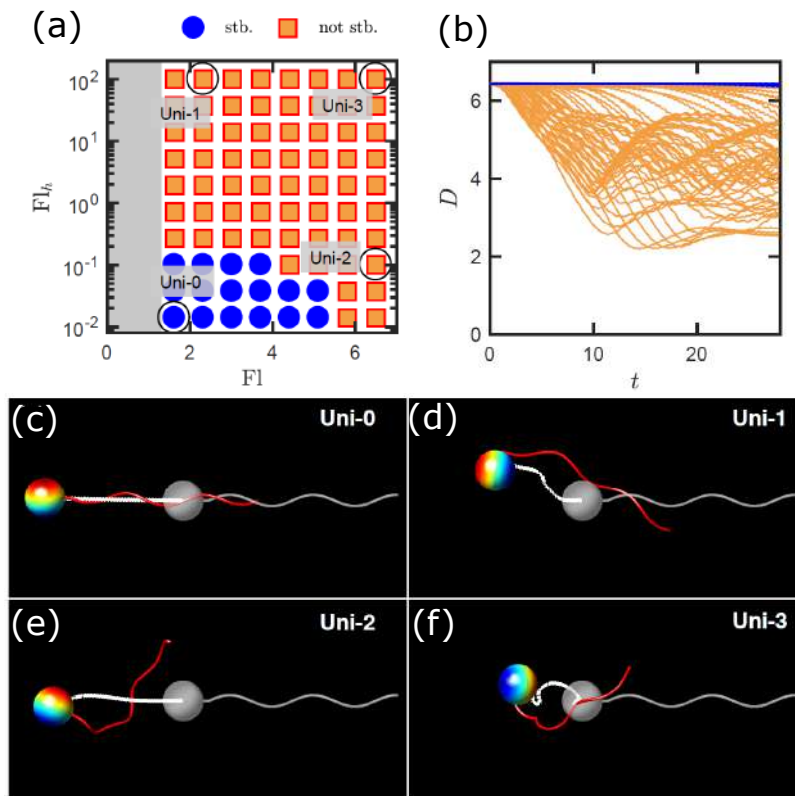 (a)
stb.
not stb.
10²
10¹
10⁰
10⁻¹
10⁻²
Fl_h
Uni-1
Uni-3
Uni-2
Uni-0
0
2
4
6
Fl
(b)
6
4
2
0
D
0
10
20
t
(c)
Uni-0
(d)
Uni-1
(e)
Uni-2
(f)
Uni-3